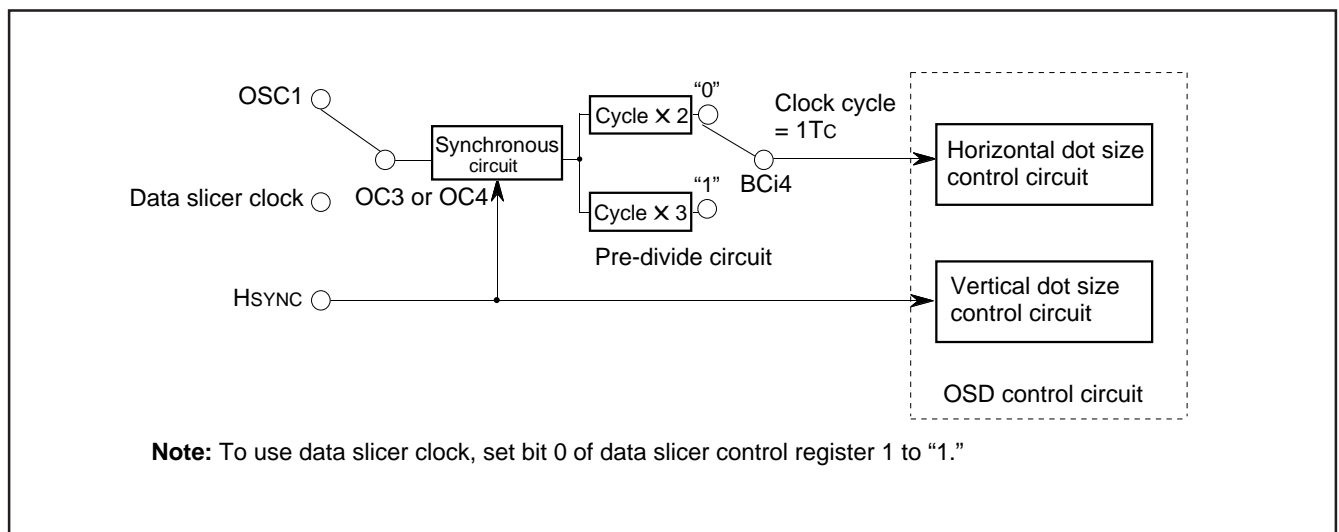 OSC1
Data slicer clock
OC3 or OC4
HSYNC
Synchronous
circuit
Cycle × 2
Cycle × 3
"0"
"1"
Pre-divide circuit
BCi4
Clock cycle
= 1TC
Horizontal dot size
control circuit
Vertical dot size
control circuit
OSD control circuit
Note: To use data slicer clock, set bit 0 of data slicer control register 1 to “1.”